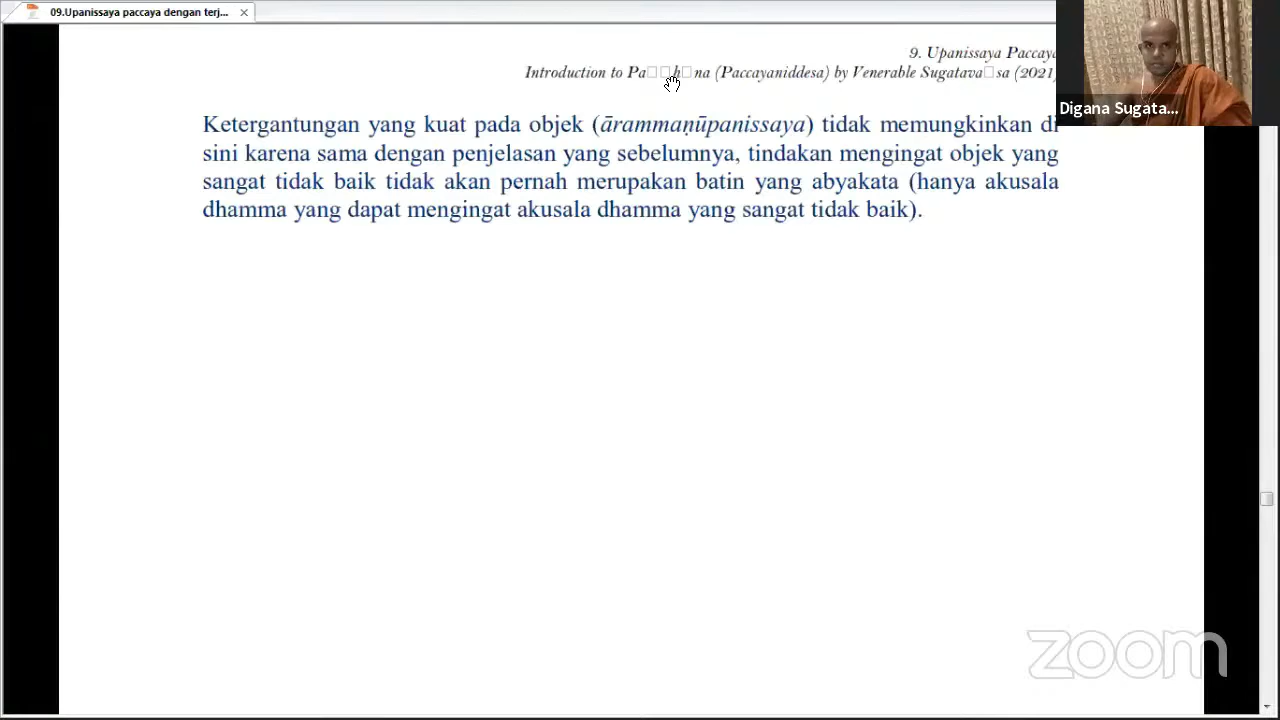 09.Upanissaya paccaya dengan terj...
9. Upanissaya Paccaya
Introduction to Pa□□h□na (Paccayaniddesa) by Venerable Sugatava□sa (2021)
Digana Sugata...
Ketergantungan yang kuat pada objek (ārammaṇūpanissaya) tidak memungkinkan di
sini karena sama dengan penjelasan yang sebelumnya, tindakan mengingat objek yang
sangat tidak baik tidak akan pernah merupakan batin yang abyakata (hanya akusala
dhamma yang dapat mengingat akusala dhamma yang sangat tidak baik).
zoom